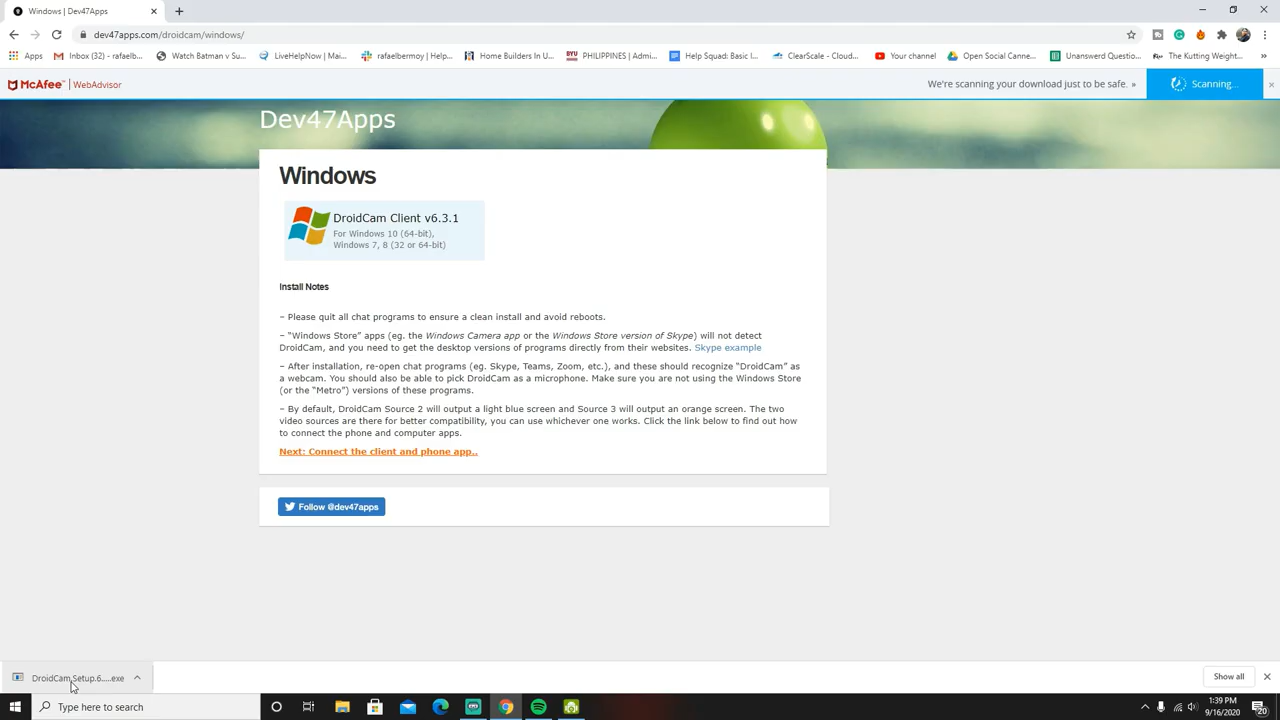 Windows | Dev47Apps
dev47apps.com/droidcam/windows/
Apps
Inbox (32) - rafaelb...
Watch Batman v Su...
LiveHelpNow | Mai...
rafaelbermoy | Help...
Home Builders In U...
PHILIPPINES | Admi...
Help Squad: Basic I...
ClearScale - Cloud...
Your channel
Open Social Canne...
Unanswerd Questio...
The Kutting Weight...
McAfee™ | WebAdvisor
We're scanning your download just to be safe. »
Scanning...
Dev47Apps
Windows
DroidCam Client v6.3.1
For Windows 10 (64-bit),
Windows 7, 8 (32 or 64-bit)
Install Notes
– Please quit all chat programs to ensure a clean install and avoid reboots.
– “Windows Store” apps (eg. the Windows Camera app or the Windows Store version of Skype) will not detect
DroidCam, and you need to get the desktop versions of programs directly from their websites. Skype example
– After installation, re-open chat programs (eg. Skype, Teams, Zoom, etc.), and these should recognize “DroidCam” as
a webcam. You should also be able to pick DroidCam as a microphone. Make sure you are not using the Windows Store
(or the “Metro”) versions of these programs.
– By default, DroidCam Source 2 will output a light blue screen and Source 3 will output an orange screen. The two
video sources are there for better compatibility, you can use whichever one works. Click the link below to find out how
to connect the phone and computer apps.
Next: Connect the client and phone app..
Follow @dev47apps
DroidCam.Setup.6....exe
Show all
Type here to search
1:39 PM
9/16/2020
20